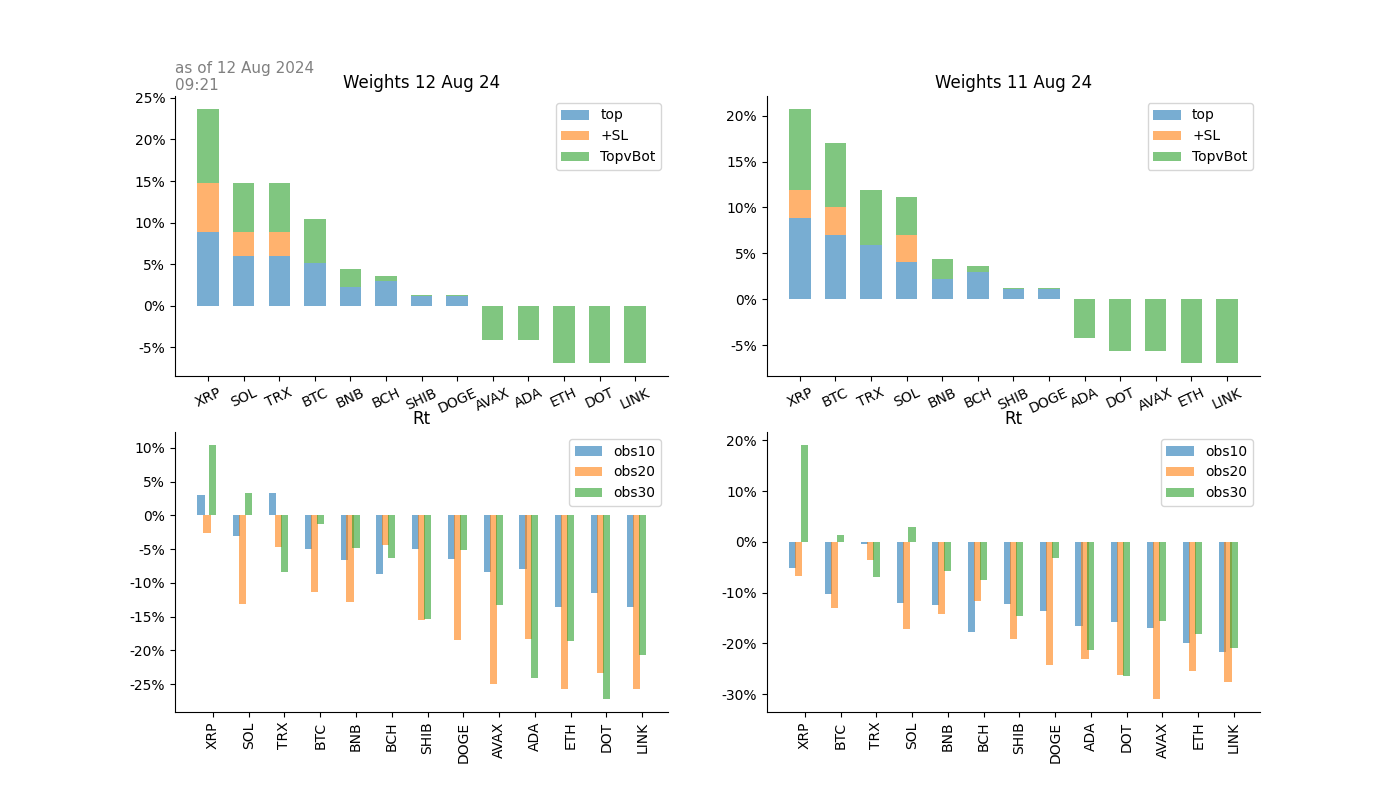 as of 12 Aug 2024
09:21
Weights 12 Aug 24
25%
20%
15%
10%
5%
0%
-5%
top
+SL
TopvBot
XRP SOL TRX BTC BNB BCH SHIB DOGE AVAX ADA ETH DOT LINK
Weights 11 Aug 24
20%
15%
10%
5%
0%
-5%
top
+SL
TopvBot
XRP BTC TRX SOL BNB BCH SHIB DOGE ADA DOT AVAX ETH LINK
Rt
10%
5%
0%
-5%
-10%
-15%
-20%
-25%
obs10
obs20
obs30
XRP SOL TRX BTC BNB BCH SHIB DOGE AVAX ADA ETH DOT LINK
Rt
20%
10%
0%
-10%
-20%
-30%
obs10
obs20
obs30
XRP BTC TRX SOL BNB BCH SHIB DOGE ADA DOT AVAX ETH LINK